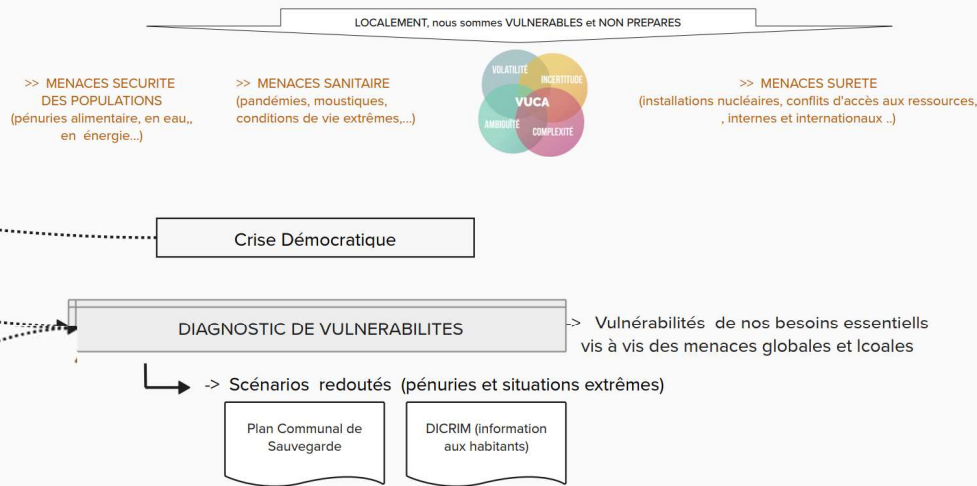 LOCALEMENT, nous sommes VULNERABLES et NON PREPARES
>> MENACES SECURITE
DES POPULATIONS
(pénuries alimentaire, en eau,,
en énergie...)
>> MENACES SANITAIRE
(pandémies, moustiques,
conditions de vie extrêmes,...)
VOLATILITÉ
INCERTITUDE
VUCA
AMBIGUÏTÉ
COMPLEXITÉ
>> MENACES SURETE
(installations nucléaires, conflits d'accès aux ressources,
, internes et internationaux ..)
Crise Démocratique
DIAGNOSTIC DE VULNERABILITES
-> Vulnérabilités de nos besoins essentiells
vis à vis des menaces globales et lcoales
-> Scénarios redoutés (pénuries et situations extrêmes)
Plan Communal de
Sauvegarde
DICRIM (information
aux habitants)